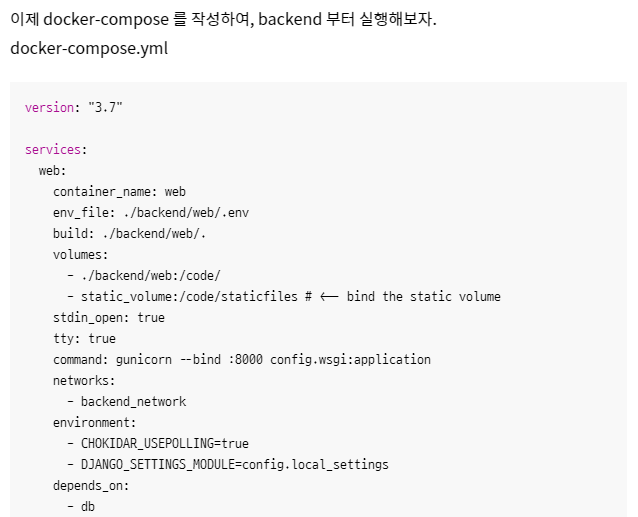 이제 docker-compose 를 작성하여, backend 부터 실행해보자.
docker-compose.yml
version: "3.7"
services:
  web:
    container_name: web
    env_file: ./backend/web/.env
    build: ./backend/web/.
    volumes:
      - ./backend/web:/code/
      - static_volume:/code/staticfiles # <-- bind the static volume
    stdin_open: true
    tty: true
    command: gunicorn --bind :8000 config.wsgi:application
    networks:
      - backend_network
    environment:
      - CHOKIDAR_USEPOLLING=true
      - DJANGO_SETTINGS_MODULE=config.local_settings
    depends_on:
      - db